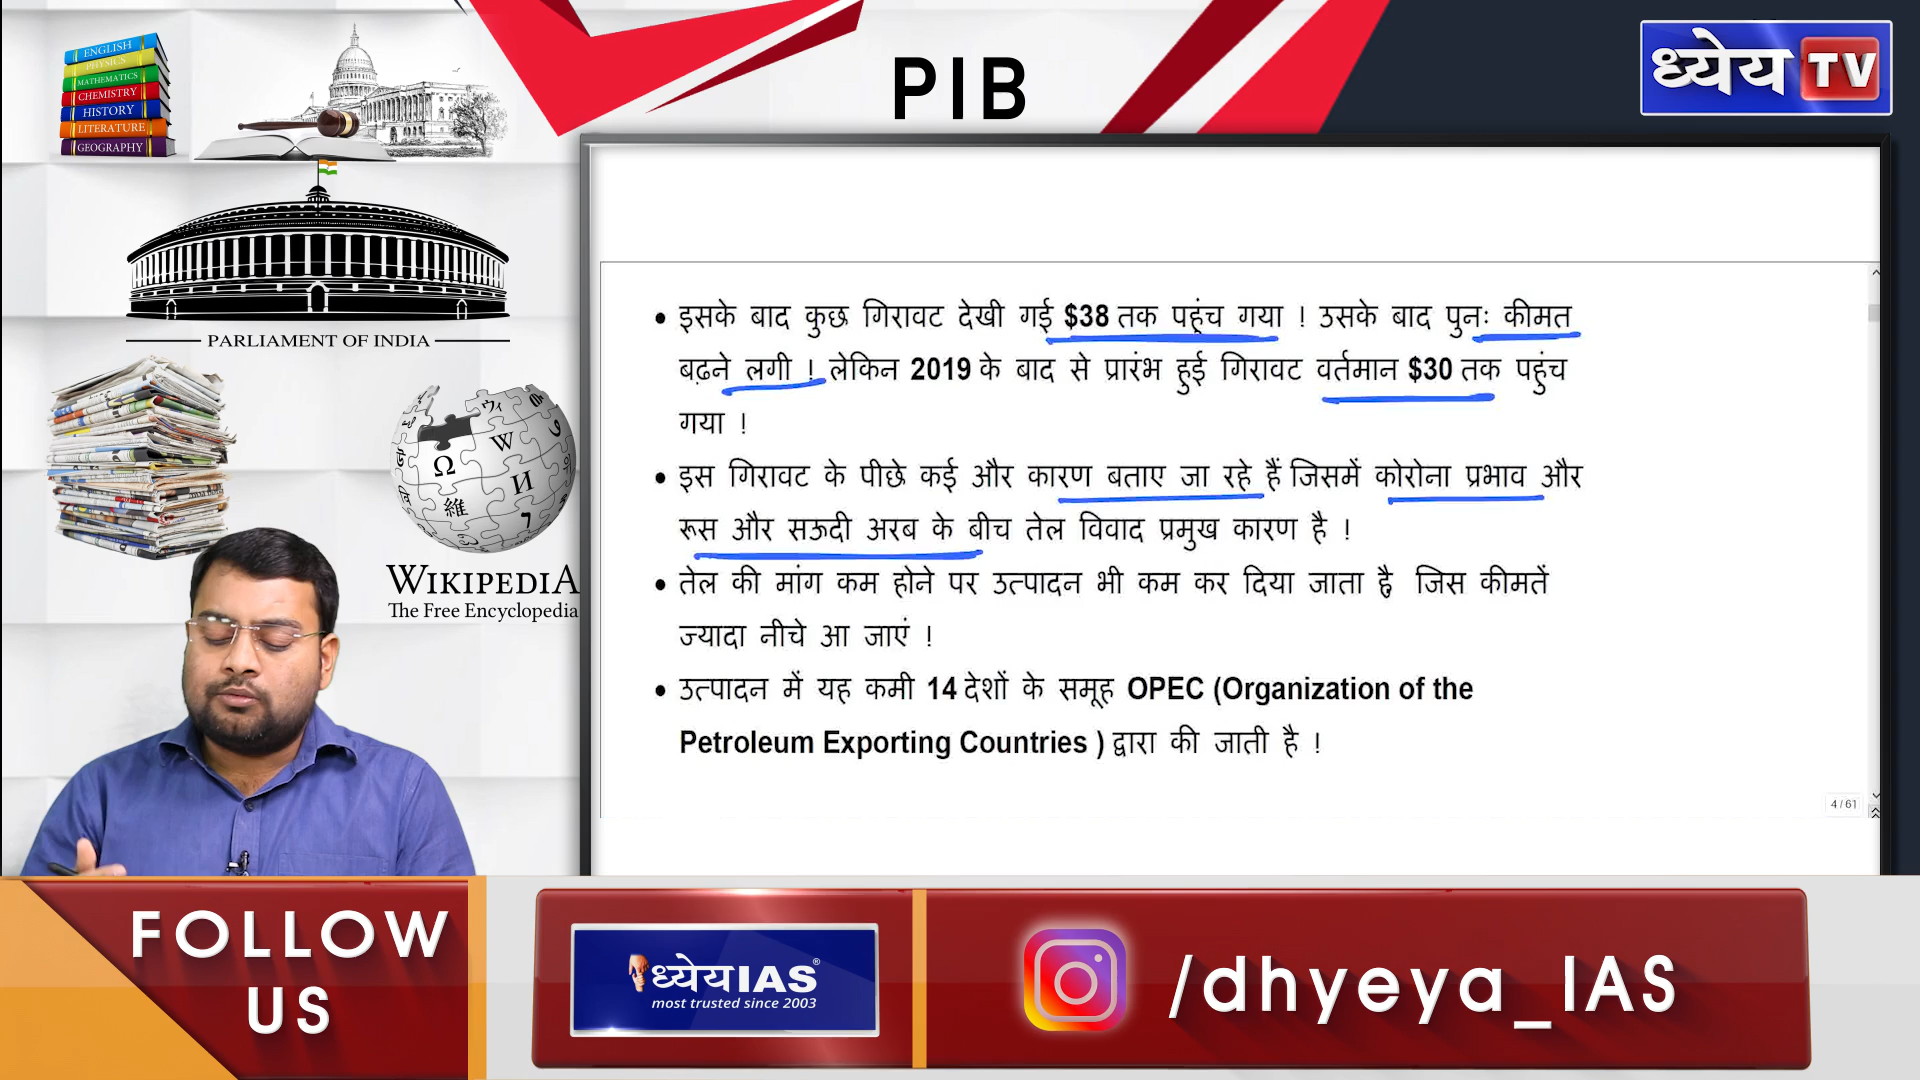 PIB
ध्येय TV
ENGLISH
PHYSICS
MATHEMATICS
CHEMISTRY
HISTORY
LITERATURE
GEOGRAPHY
PARLIAMENT OF INDIA
Ω
W
И
維
7
WIKIPEDIA
The Free Encyclopedia
• इसके बाद कुछ गिरावट देखी गई $38 तक पहुंच गया ! उसके बाद पुनः कीमत
बढ़ने लगी ! लेकिन 2019 के बाद से प्रारंभ हुई गिरावट वर्तमान $30 तक पहुंच
गया !
• इस गिरावट के पीछे कई और कारण बताए जा रहे हैं जिसमें कोरोना प्रभाव और
रूस और सऊदी अरब के बीच तेल विवाद प्रमुख कारण है !
• तेल की मांग कम होने पर उत्पादन भी कम कर दिया जाता है जिस कीमतें
ज्यादा नीचे आ जाएं !
• उत्पादन में यह कमी 14 देशों के समूह OPEC (Organization of the
Petroleum Exporting Countries ) द्वारा की जाती है !
4 / 61
FOLLOW
US
ध्येयIAS®
most trusted since 2003
/dhyeya_IAS